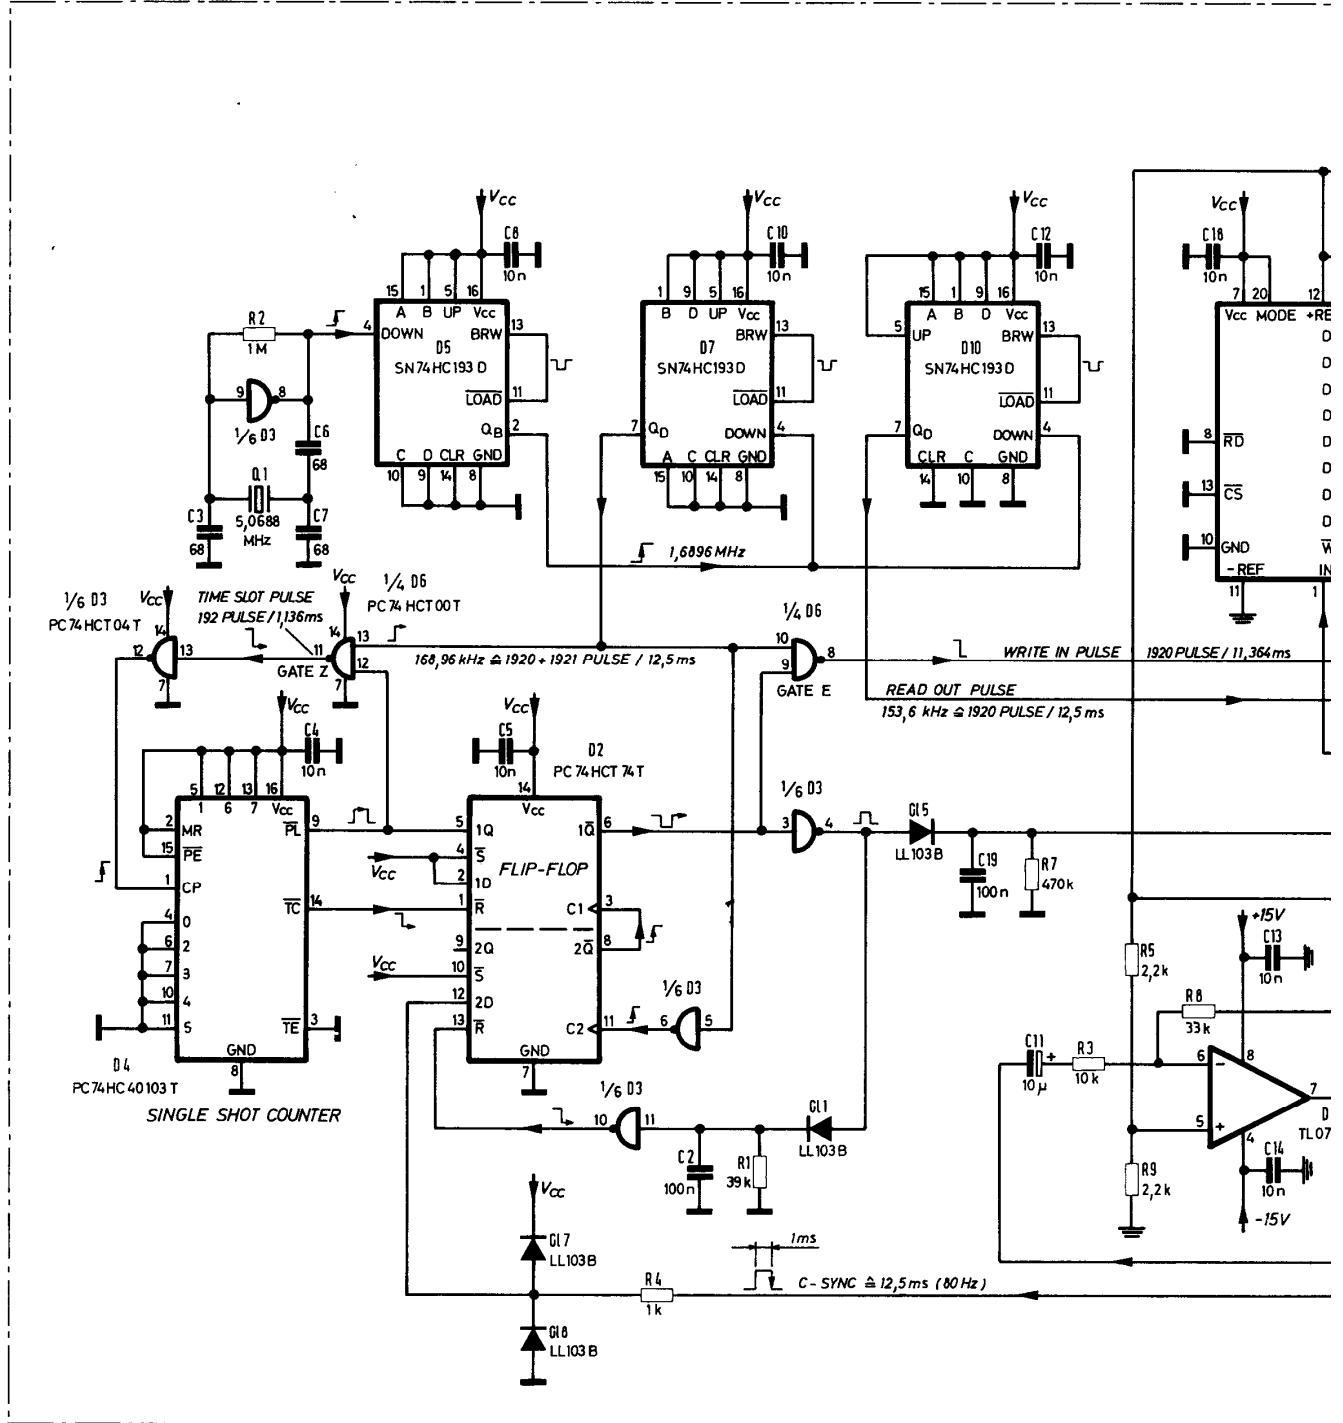 VCC
VCC
VCC
VCC
C8
10n
C10
10n
C12
10n
C18
10n
15 1 5 16
A B UP Vcc
4 DOWN
BRW 13
D5
SN74HC193D
LOAD 11
QB 2
C D CLR GND
10 9 14 8
1 9 5 16
B D UP Vcc
BRW 13
D7
SN74HC193D
LOAD 11
7 QD
DOWN 4
A C CLR GND
15 10 14 8
15 1 9 16
A B D Vcc
5 UP
BRW 13
D10
SN74HC193D
LOAD 11
7 QD
DOWN 4
CLR C GND
14 10 8
7 20 12
Vcc MODE +RE
D
D
D
D
D
D
D
D
8 RD
13 CS
10 GND
W
-REF IN
11 1
R2
1M
9 8
1/6 D3
C6
68
Q1
5,0688
MHz
C3
68
C7
68
1,6896 MHz
1/6 D3
PC74HCT04T
VCC
14
12 13
7
TIME SLOT PULSE
192 PULSE/1,136ms
VCC
1/4 D6
PC74HCT00T
14
11 13
12
7
GATE Z
168,96 kHz ≙ 1920 + 1921 PULSE / 12,5 ms
1/4 D6
10
9
8
GATE E
WRITE IN PULSE 1920 PULSE / 11,364ms
READ OUT PULSE
153,6 kHz ≙ 1920 PULSE / 12,5 ms
VCC
C4
10n
5 12 13 16
1 6 7 Vcc
2 MR
PL 9
15 PE
1 CP
TC 14
4 0
6 2
7 3
10 4
11 5
TE 3
GND
8
D4
PC74HC40103T
SINGLE SHOT COUNTER
VCC
C5
10n
D2
PC74HCT74T
14
Vcc
5 1Q
1Q 6
4 S
VCC
2 1D
FLIP-FLOP
1 R
C1 3
9 2Q
2Q 8
VCC
10 S
12 2D
13 R
C2 11
GND
7
1/6 D3
6 5
1/6 D3
3 4
Gl5
LL103B
C19
100n
R7
470k
1/6 D3
10 11
C2
100n
R1
39k
Gl1
LL103B
VCC
Gl7
LL103B
Gl8
LL103B
R4
1k
1ms
C-SYNC ≙ 12,5 ms (80 Hz)
R5
2,2k
+15V
C13
10n
R8
33k
C11
+
10µ
R3
10k
6 - 8
7
5 + 4
D
TL07
C14
10n
-15V
R9
2,2k